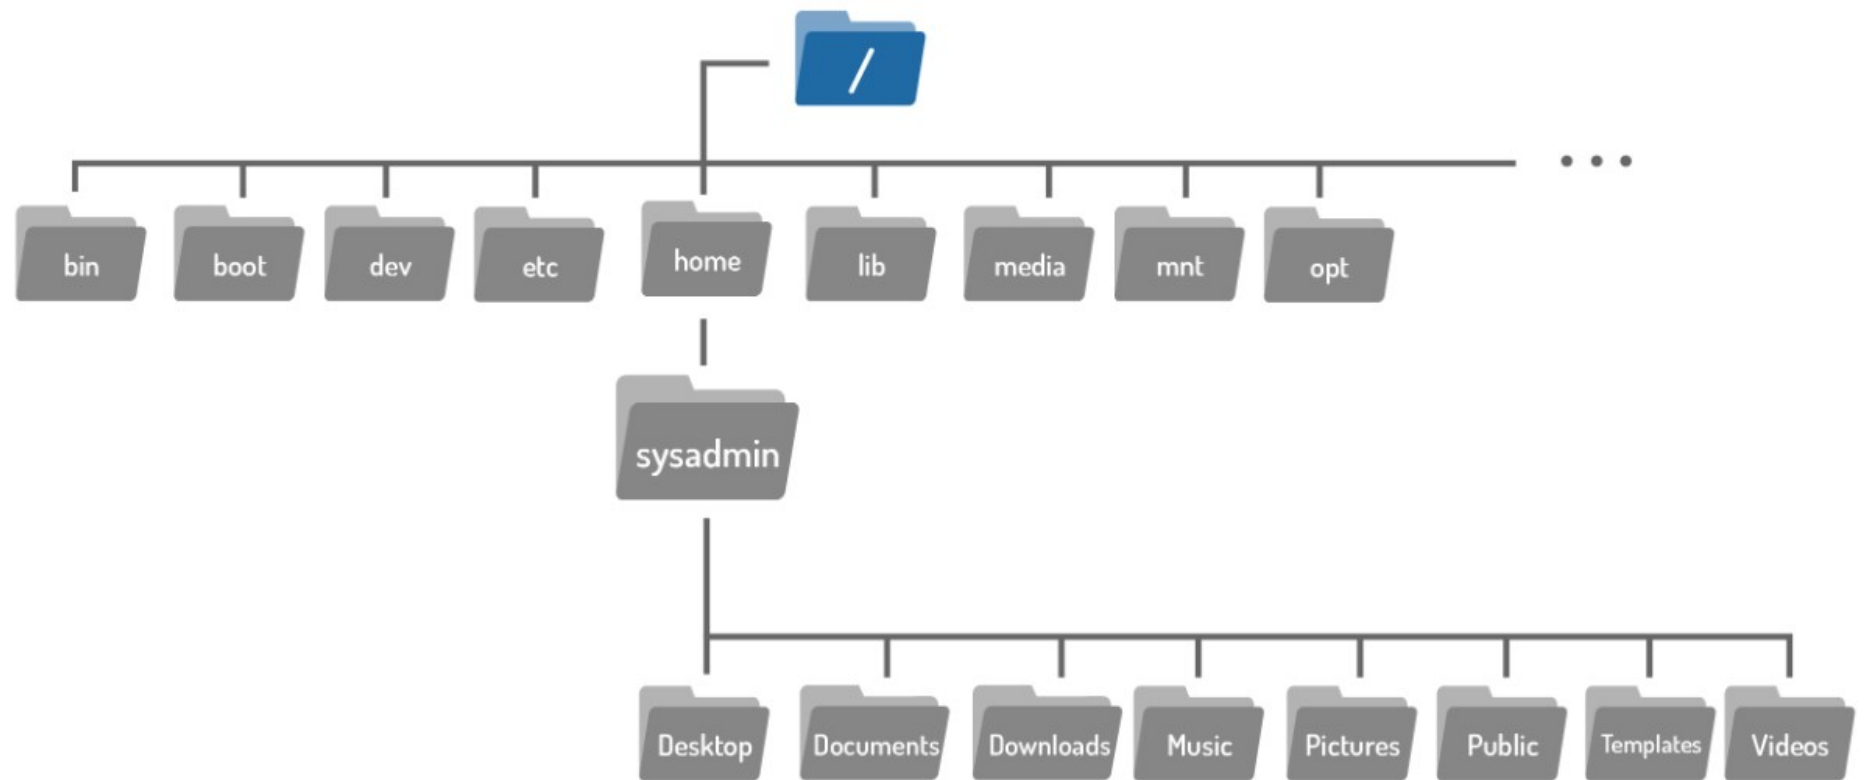 /
...
bin boot dev etc home lib media mnt opt
sysadmin
Desktop Documents Downloads Music Pictures Public Templates Videos